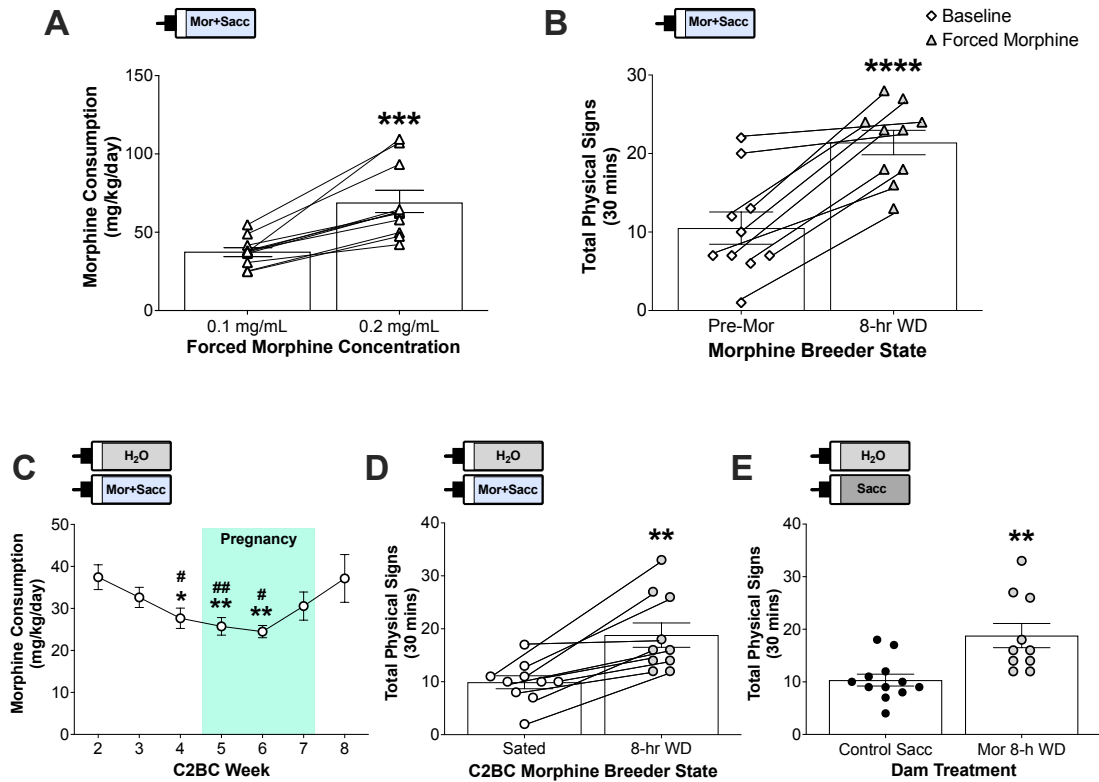 A
Mor+Sacc
***
150
100
50
0
Morphine Consumption
(mg/kg/day)
0.1 mg/mL
0.2 mg/mL
Forced Morphine Concentration
B
Mor+Sacc
Baseline
Forced Morphine
****
30
20
10
0
Total Physical Signs
(30 mins)
Pre-Mor
8-hr WD
Morphine Breeder State
C
H2O
Mor+Sacc
50
40
30
20
10
0
Morphine Consumption
(mg/kg/day)
Pregnancy
# ## #
* ** **
2 3 4 5 6 7 8
C2BC Week
D
H2O
Mor+Sacc
**
40
30
20
10
0
Total Physical Signs
(30 mins)
Sated
8-hr WD
C2BC Morphine Breeder State
E
H2O
Sacc
**
40
30
20
10
0
Total Physical Signs
(30 mins)
Control Sacc
Mor 8-h WD
Dam Treatment